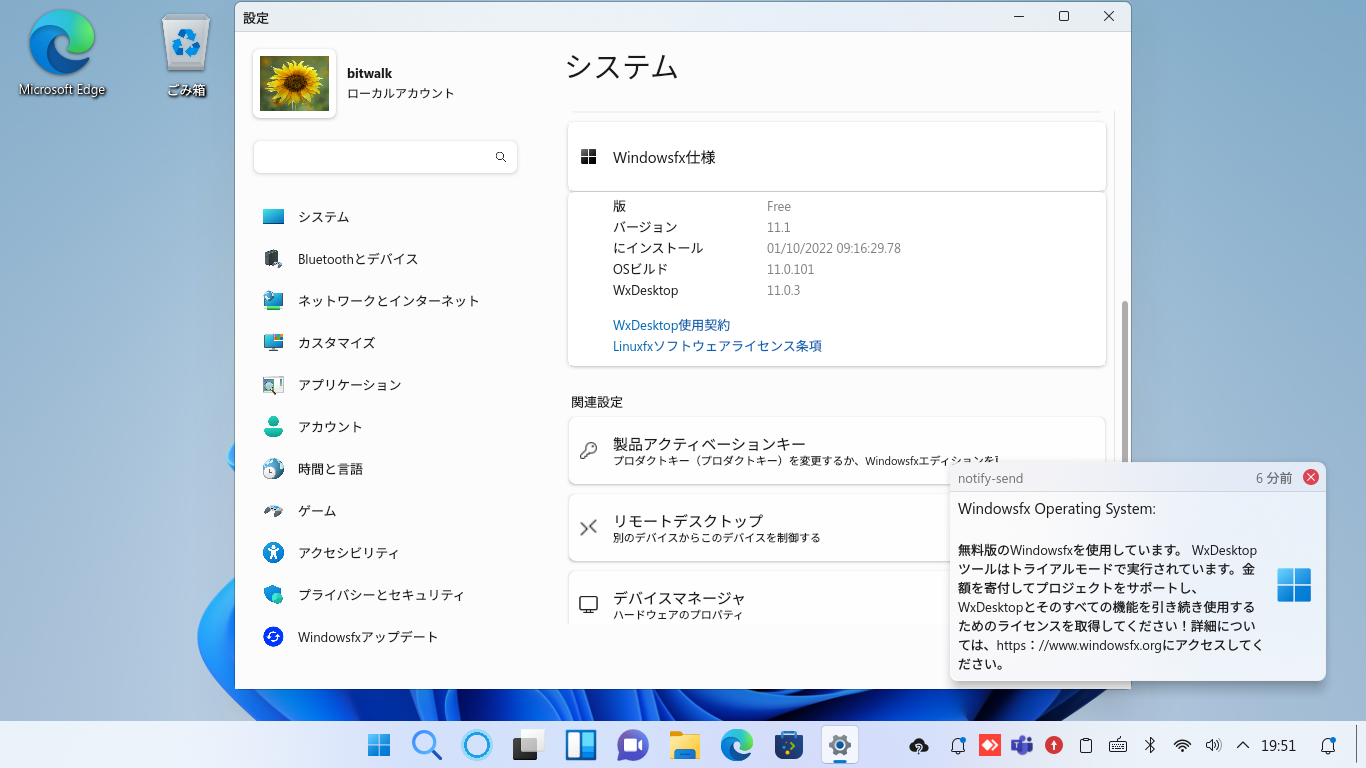 Microsoft Edge
ごみ箱
設定
bitwalk
ローカルアカウント
システム
Bluetoothとデバイス
ネットワークとインターネット
カスタマイズ
アプリケーション
アカウント
時間と言語
ゲーム
アクセシビリティ
プライバシーとセキュリティ
Windowsfxアップデート
システム
Windowsfx仕様
版 Free
バージョン 11.1
にインストール 01/10/2022 09:16:29.78
OSビルド 11.0.101
WxDesktop 11.0.3
WxDesktop使用契約
Linuxfxソフトウェアライセンス条項
関連設定
製品アクティベーションキー
プロダクトキー（プロダクトキー）を変更するか、Windowsfxエディションを
リモートデスクトップ
別のデバイスからこのデバイスを制御する
デバイスマネージャ
ハードウェアのプロパティ
notify-send 6 分前
Windowsfx Operating System:
無料版のWindowsfxを使用しています。 WxDesktop
ツールはトライアルモードで実行されています。金
額を寄付してプロジェクトをサポートし、
WxDesktopとそのすべての機能を引き続き使用する
ためのライセンスを取得してください！詳細につい
ては、https：//www.windowsfx.orgにアクセスしてく
ださい。
19:51